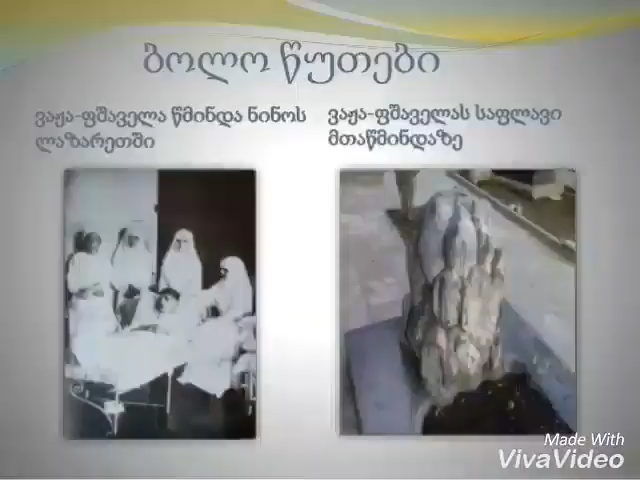 ბოლო წუთები
ვაჟა-ფშაველა წმინდა ნინოს
ლაზარეთში
ვაჟა-ფშაველას საფლავი
მთაწმინდაზე
Made With
VivaVideo